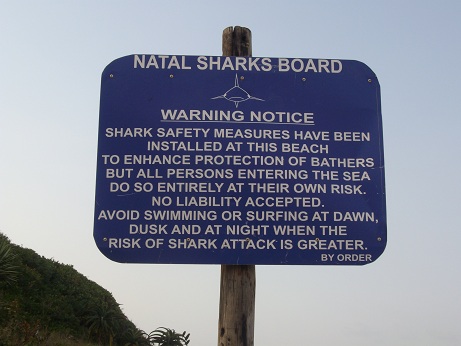 NATAL SHARKS BOARD
WARNING NOTICE
SHARK SAFETY MEASURES HAVE BEEN
INSTALLED AT THIS BEACH
TO ENHANCE PROTECTION OF BATHERS
BUT ALL PERSONS ENTERING THE SEA
DO SO ENTIRELY AT THEIR OWN RISK.
NO LIABILITY ACCEPTED.
AVOID SWIMMING OR SURFING AT DAWN,
DUSK AND AT NIGHT WHEN THE
RISK OF SHARK ATTACK IS GREATER.
BY ORDER